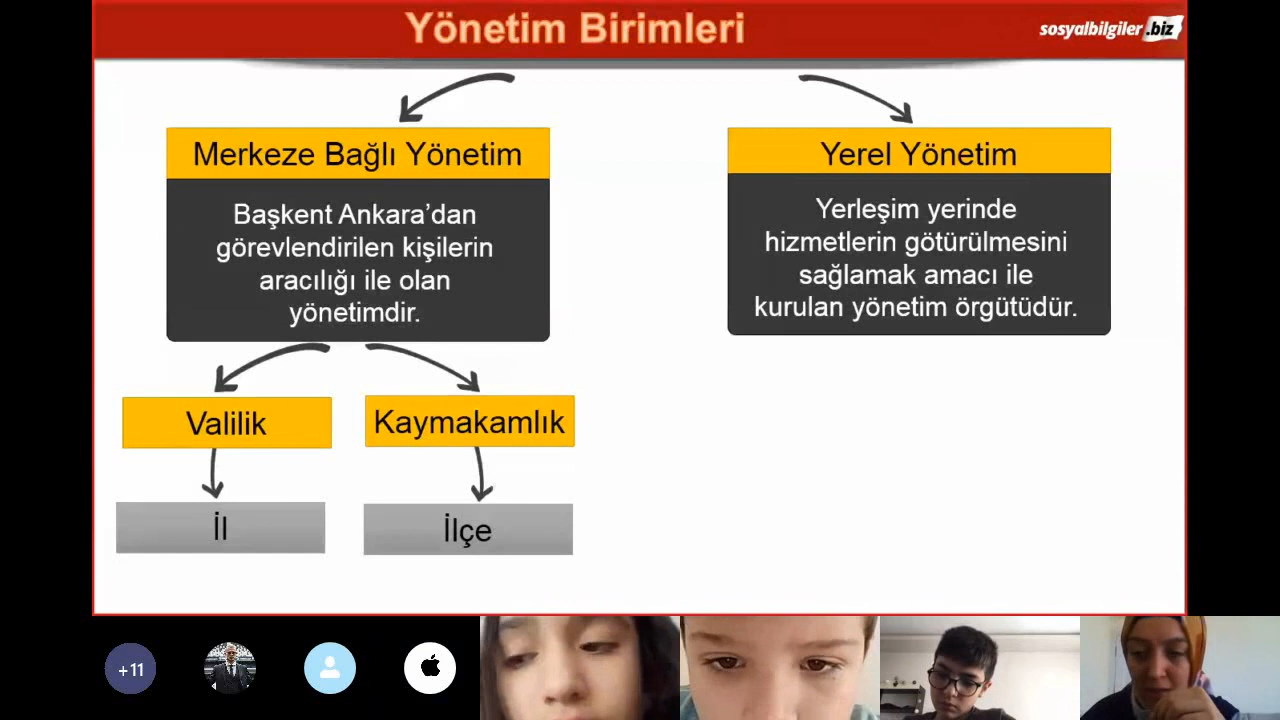 Yönetim Birimleri
sosyalbilgiler.biz
Merkeze Bağlı Yönetim
Başkent Ankara’dan
görevlendirilen kişilerin
aracılığı ile olan
yönetimdir.
Yerel Yönetim
Yerleşim yerinde
hizmetlerin götürülmesini
sağlamak amacı ile
kurulan yönetim örgütüdür.
Valilik
Kaymakamlık
İl
İlçe
+11